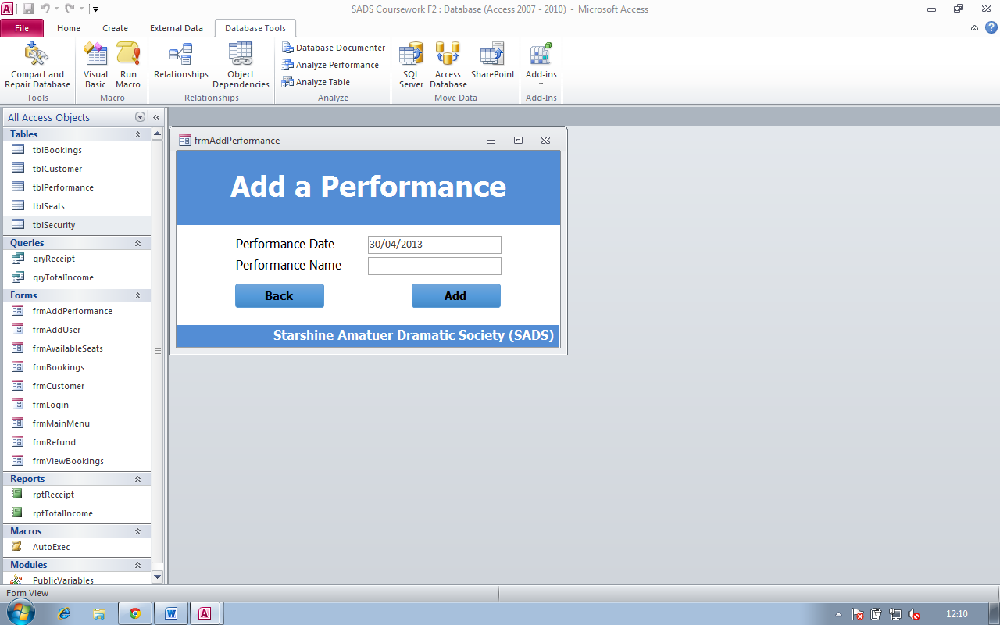 SADS Coursework F2 : Database (Access 2007 - 2010) - Microsoft Access
File Home Create External Data Database Tools
Compact and Repair Database
Tools
Visual Basic
Run Macro
Macro
Relationships
Object Dependencies
Relationships
Database Documenter
Analyze Performance
Analyze Table
Analyze
SQL Server
Access Database
SharePoint
Move Data
Add-ins
Add-Ins
All Access Objects
Tables
tblBookings
tblCustomer
tblPerformance
tblSeats
tblSecurity
Queries
qryReceipt
qryTotalIncome
Forms
frmAddPerformance
frmAddUser
frmAvailableSeats
frmBookings
frmCustomer
frmLogin
frmMainMenu
frmRefund
frmViewBookings
Reports
rptReceipt
rptTotalIncome
Macros
AutoExec
Modules
PublicVariables
frmAddPerformance
Add a Performance
Performance Date 30/04/2013
Performance Name
Back Add
Starshine Amatuer Dramatic Society (SADS)
Form View
12:10